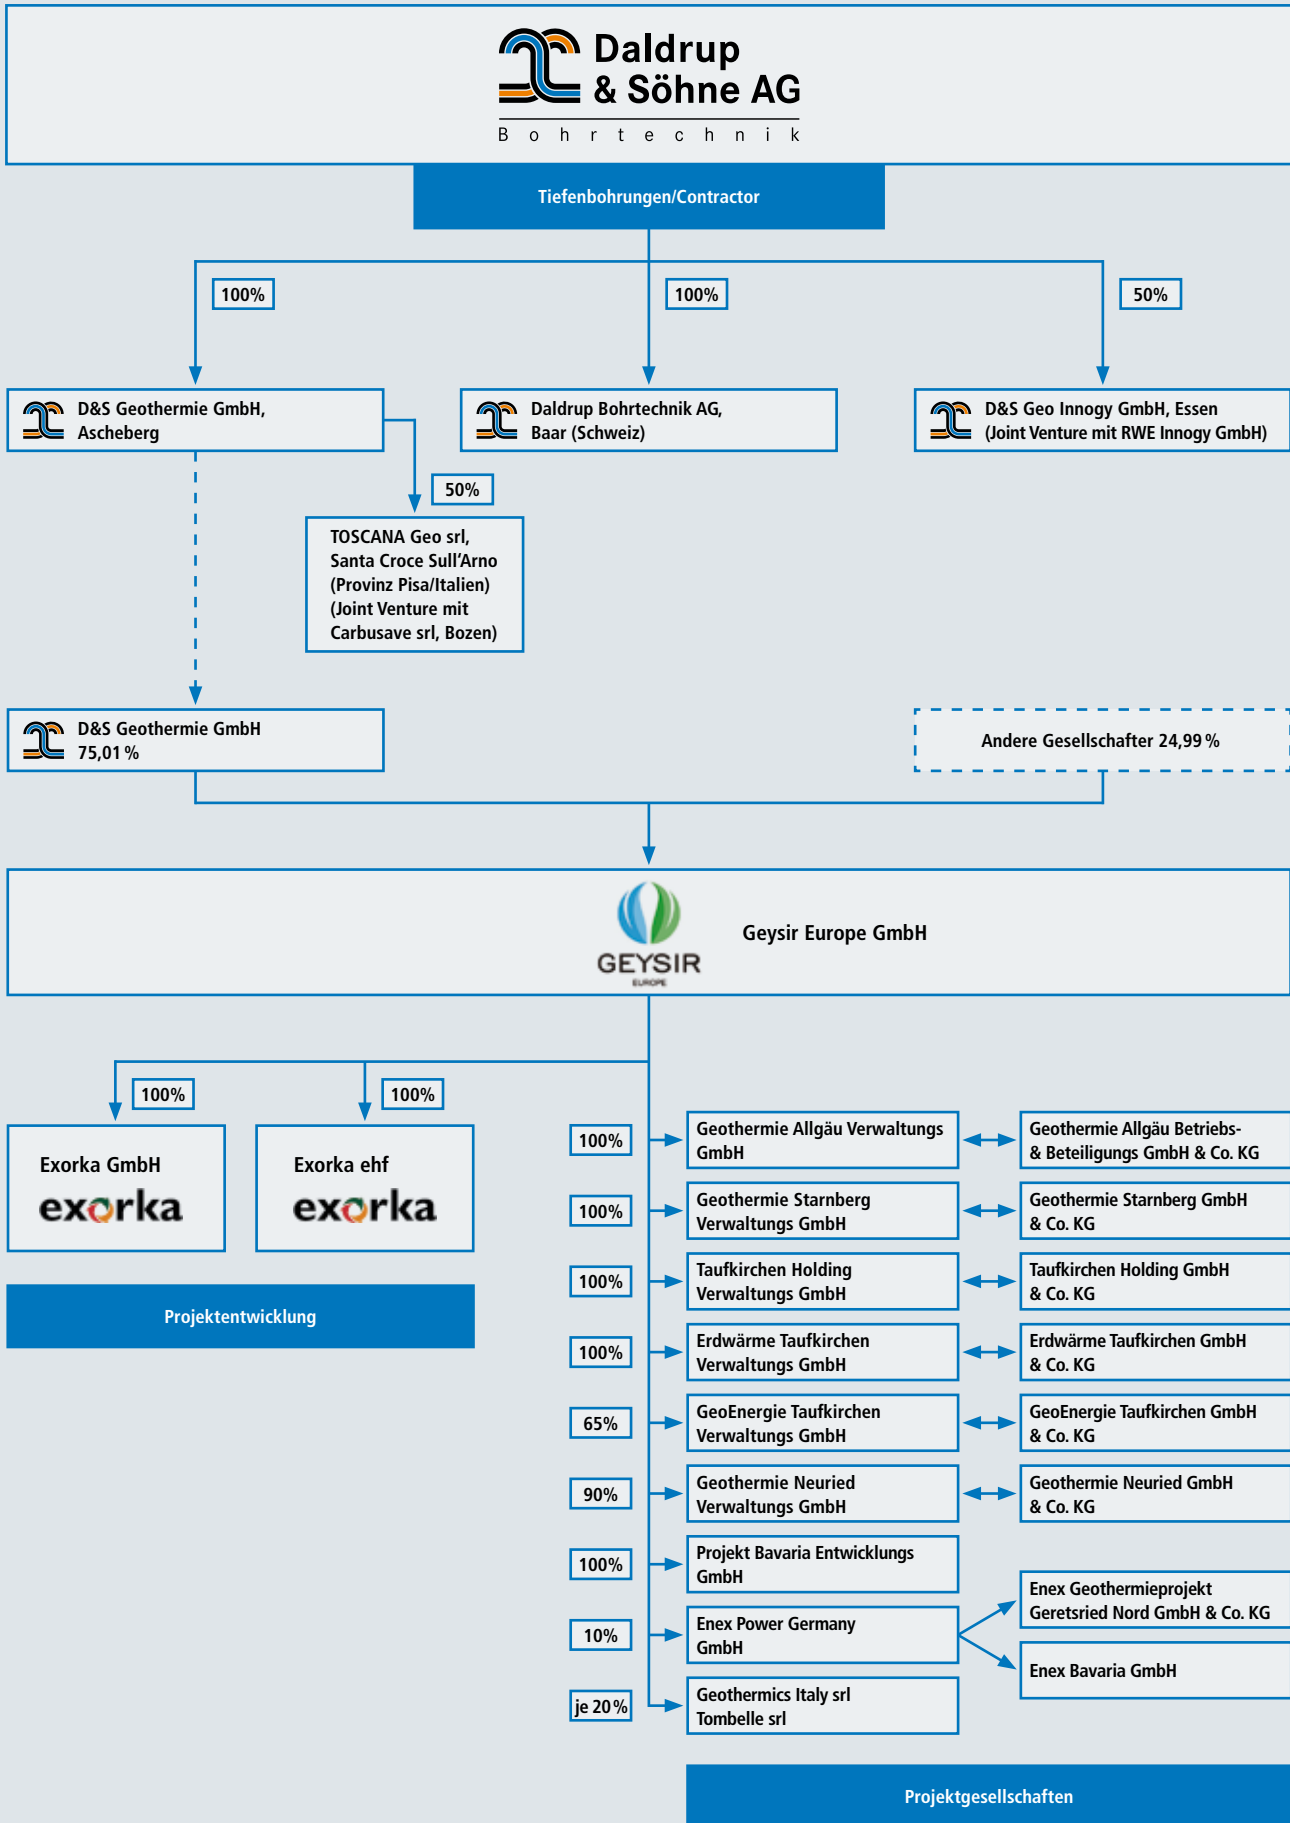 Daldrup
& Söhne AG
Bohrtechnik
Tiefenbohrungen/Contractor
100%
100%
50%
D&S Geothermie GmbH,
Ascheberg
Daldrup Bohrtechnik AG,
Baar (Schweiz)
D&S Geo Innogy GmbH, Essen
(Joint Venture mit RWE Innogy GmbH)
50%
TOSCANA Geo srl,
Santa Croce Sull'Arno
(Provinz Pisa/Italien)
(Joint Venture mit
Carbusave srl, Bozen)
D&S Geothermie GmbH
75,01 %
Andere Gesellschafter 24,99 %
GEYSIR
EUROPE
Geysir Europe GmbH
100%
100%
Exorka GmbH
exorka
Exorka ehf
exorka
Projektentwicklung
100%
Geothermie Allgäu Verwaltungs
GmbH
Geothermie Allgäu Betriebs-
& Beteiligungs GmbH & Co. KG
100%
Geothermie Starnberg
Verwaltungs GmbH
Geothermie Starnberg GmbH
& Co. KG
100%
Taufkirchen Holding
Verwaltungs GmbH
Taufkirchen Holding GmbH
& Co. KG
100%
Erdwärme Taufkirchen
Verwaltungs GmbH
Erdwärme Taufkirchen GmbH
& Co. KG
65%
GeoEnergie Taufkirchen
Verwaltungs GmbH
GeoEnergie Taufkirchen GmbH
& Co. KG
90%
Geothermie Neuried
Verwaltungs GmbH
Geothermie Neuried GmbH
& Co. KG
100%
Projekt Bavaria Entwicklungs
GmbH
10%
Enex Power Germany
GmbH
Enex Geothermieprojekt
Geretsried Nord GmbH & Co. KG
Enex Bavaria GmbH
je 20 %
Geothermics Italy srl
Tombelle srl
Projektgesellschaften